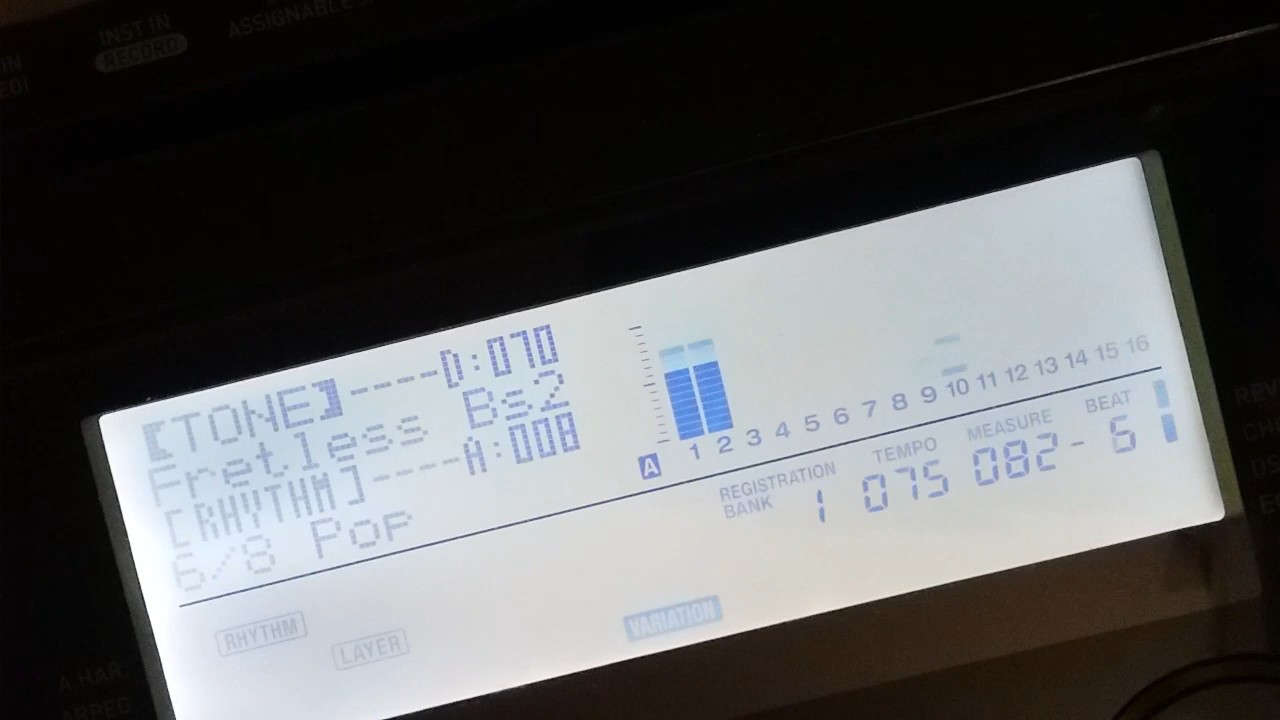 INST IN
RECORD
ASSIGNABLE
IN
【TONE】----D:070
Fretless Bs2
[RHYTHM]----A:008
6/8 Pop
A 1 2 3 4 5 6 7 8 9 10 11 12 13 14 15 16
REGISTRATION BANK 1
TEMPO 075
MEASURE 082-
BEAT 6
RHYTHM
LAYER
VARIATION
A.HAR.
ARPEG